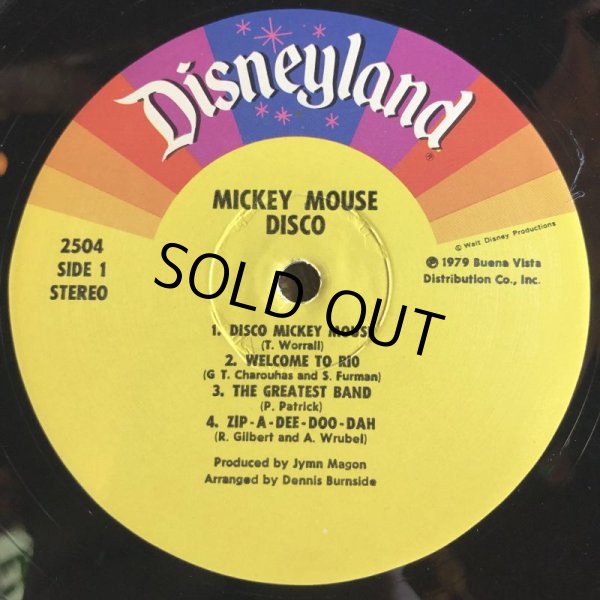 Disneyland
MICKEY MOUSE
DISCO
2504
SIDE 1
STEREO
© Walt Disney Productions
℗ 1979 Buena Vista
Distribution Co., Inc.
SOLD OUT
1. DISCO MICKEY MOUSE
(T. Worrall)
2. WELCOME TO RIO
(G T. Charouhas and S. Furman)
3. THE GREATEST BAND
(P. Patrick)
4. ZIP-A-DEE-DOO-DAH
(R. Gilbert and A. Wrubel)
Produced by Jymn Magon
Arranged by Dennis Burnside